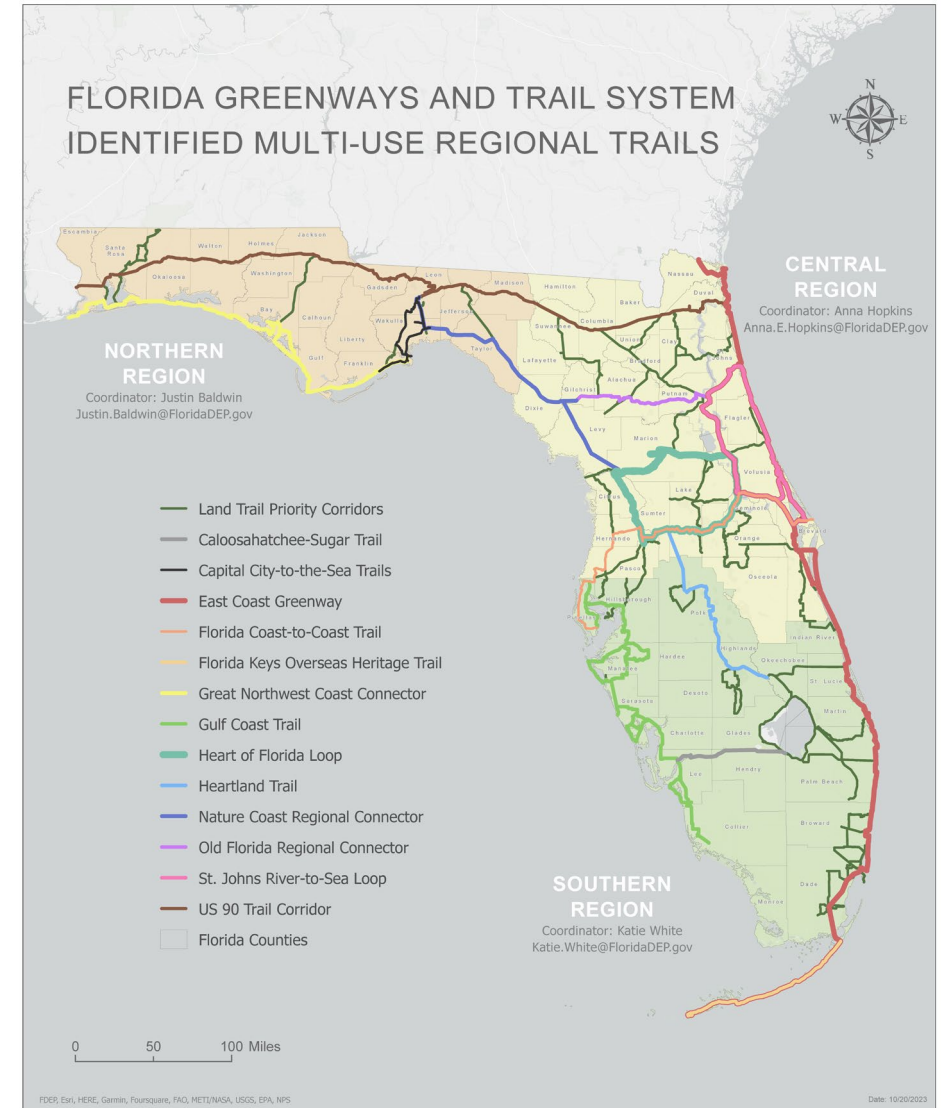 FLORIDA GREENWAYS AND TRAIL SYSTEM
IDENTIFIED MULTI-USE REGIONAL TRAILS
N
W
E
S
Escambia
Santa
Rosa
Okaloosa
Walton
Holmes
Jackson
Washington
Bay
Calhoun
Gulf
Liberty
Franklin
Gadsden
Leon
Wakulla
Jefferson
Madison
Taylor
Hamilton
Suwannee
Columbia
Baker
Nassau
Duval
Union
Clay
Bradford
Johns
Lafayette
Alachua
Gilchrist
Putnam
Dixie
Flagler
Levy
Marion
Volusia
Citrus
Lake
Sumter
Seminole
Hernando
Orange
Brevard
Pasco
Osceola
Hillsborough
Pinellas
Polk
Indian River
Manatee
Hardee
Highlands
Okeechobee
St. Lucie
Sarasota
Desoto
Martin
Charlotte
Glades
Lee
Hendry
Palm Beach
Collier
Broward
Monroe
Dade
CENTRAL
REGION
Coordinator: Anna Hopkins
Anna.E.Hopkins@FloridaDEP.gov
NORTHERN
REGION
Coordinator: Justin Baldwin
Justin.Baldwin@FloridaDEP.gov
Land Trail Priority Corridors
Caloosahatchee-Sugar Trail
Capital City-to-the-Sea Trails
East Coast Greenway
Florida Coast-to-Coast Trail
Florida Keys Overseas Heritage Trail
Great Northwest Coast Connector
Gulf Coast Trail
Heart of Florida Loop
Heartland Trail
Nature Coast Regional Connector
Old Florida Regional Connector
St. Johns River-to-Sea Loop
US 90 Trail Corridor
Florida Counties
SOUTHERN
REGION
Coordinator: Katie White
Katie.White@FloridaDEP.gov
0 50 100 Miles
FDEP, Esri, HERE, Garmin, Foursquare, FAO, METI/NASA, USGS, EPA, NPS
Date: 10/20/2023